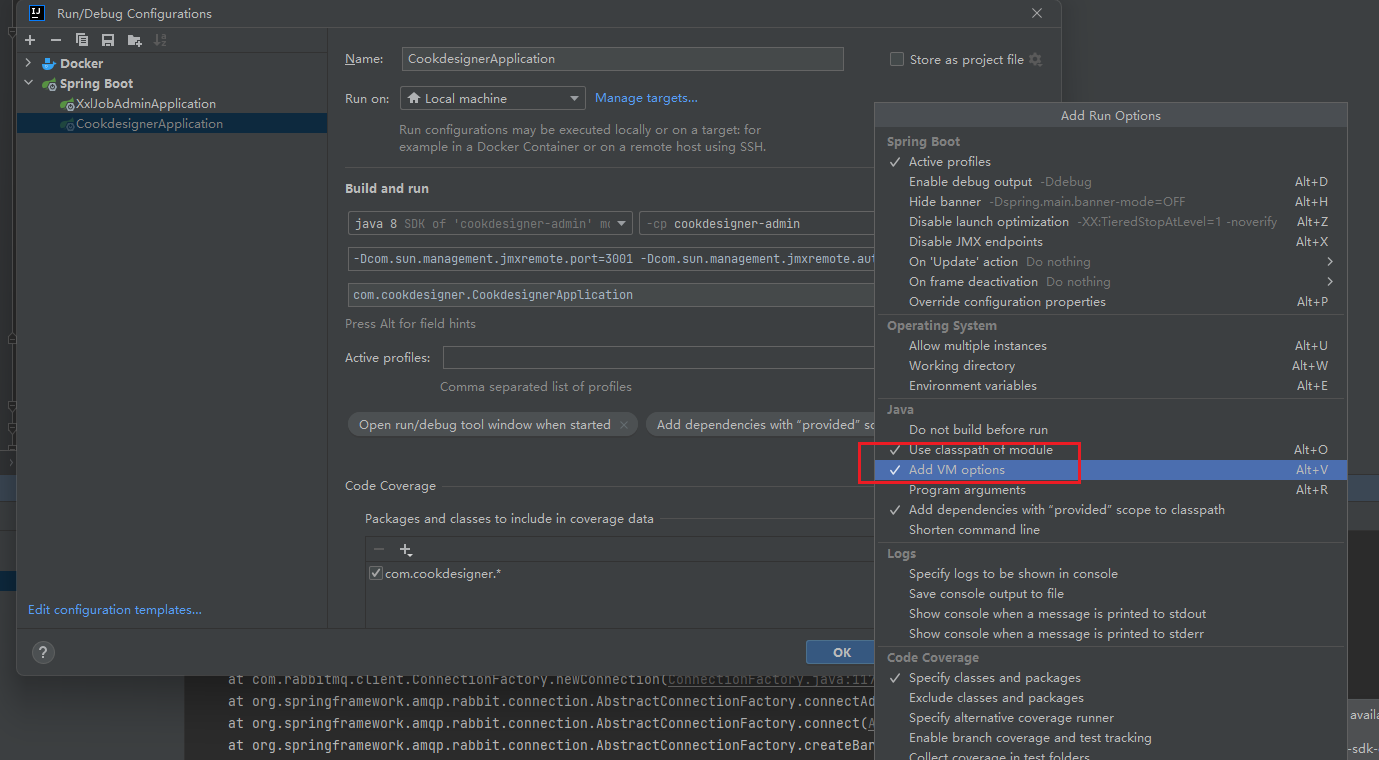 Run/Debug Configurations
Docker
Spring Boot
XxlJobAdminApplication
CookdesignerApplication
Edit configuration templates...
Name:
CookdesignerApplication
Store as project file
Run on:
Local machine
Manage targets...
Run configurations may be executed locally or on a target: for
example in a Docker Container or on a remote host using SSH.
Build and run
java 8 SDK of 'cookdesigner-admin' mo
-cp cookdesigner-admin
-Dcom.sun.management.jmxremote.port=3001 -Dcom.sun.management.jmxremote.aut
com.cookdesigner.CookdesignerApplication
Press Alt for field hints
Active profiles:
Comma separated list of profiles
Open run/debug tool window when started
Add dependencies with “provided” sc
Code Coverage
Packages and classes to include in coverage data
com.cookdesigner.*
?
OK
Add Run Options
Spring Boot
Active profiles
Enable debug output -Ddebug Alt+D
Hide banner -Dspring.main.banner-mode=OFF Alt+H
Disable launch optimization -XX:TieredStopAtLevel=1 -noverify Alt+Z
Disable JMX endpoints Alt+X
On 'Update' action Do nothing
On frame deactivation Do nothing
Override configuration properties Alt+P
Operating System
Allow multiple instances Alt+U
Working directory Alt+W
Environment variables Alt+E
Java
Do not build before run
Use classpath of module Alt+O
Add VM options Alt+V
Program arguments Alt+R
Add dependencies with “provided” scope to classpath
Shorten command line
Logs
Specify logs to be shown in console
Save console output to file
Show console when a message is printed to stdout
Show console when a message is printed to stderr
Code Coverage
Specify classes and packages
Exclude classes and packages
Specify alternative coverage runner
Enable branch coverage and test tracking
Collect coverage in test folders
at com.rabbitmq.client.ConnectionFactory.newConnection(ConnectionFactory.java:117
at org.springframework.amqp.rabbit.connection.AbstractConnectionFactory.connectAd
at org.springframework.amqp.rabbit.connection.AbstractConnectionFactory.connect(A
at org.springframework.amqp.rabbit.connection.AbstractConnectionFactory.createBar
availa
-sdk-